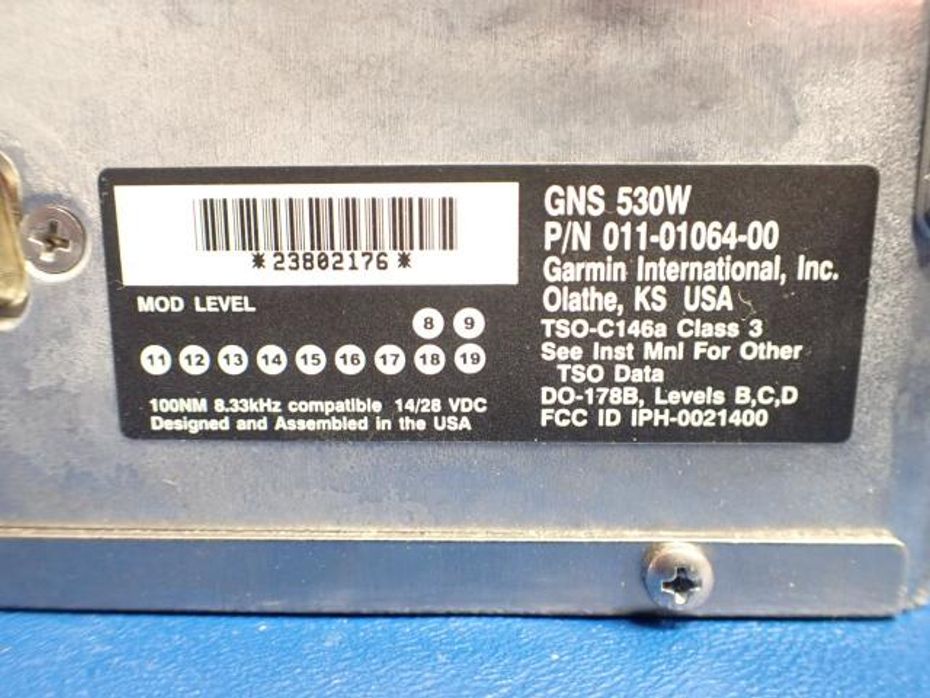 *23802176*
MOD LEVEL
8 9
11 12 13 14 15 16 17 18 19
100NM 8.33kHz compatible 14/28 VDC
Designed and Assembled in the USA
GNS 530W
P/N 011-01064-00
Garmin International, Inc.
Olathe, KS USA
TSO-C146a Class 3
See Inst Mnl For Other
TSO Data
DO-178B, Levels B,C,D
FCC ID IPH-0021400